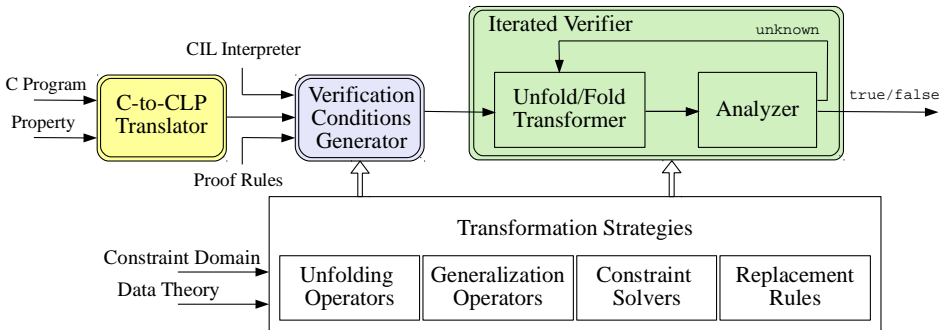 Iterated Verifier
unknown
CIL Interpreter
C Program
Property
C-to-CLP
Translator
Verification
Conditions
Generator
Unfold/Fold
Transformer
Analyzer
true/false
Proof Rules
Transformation Strategies
Constraint Domain
Data Theory
Unfolding
Operators
Generalization
Operators
Constraint
Solvers
Replacement
Rules